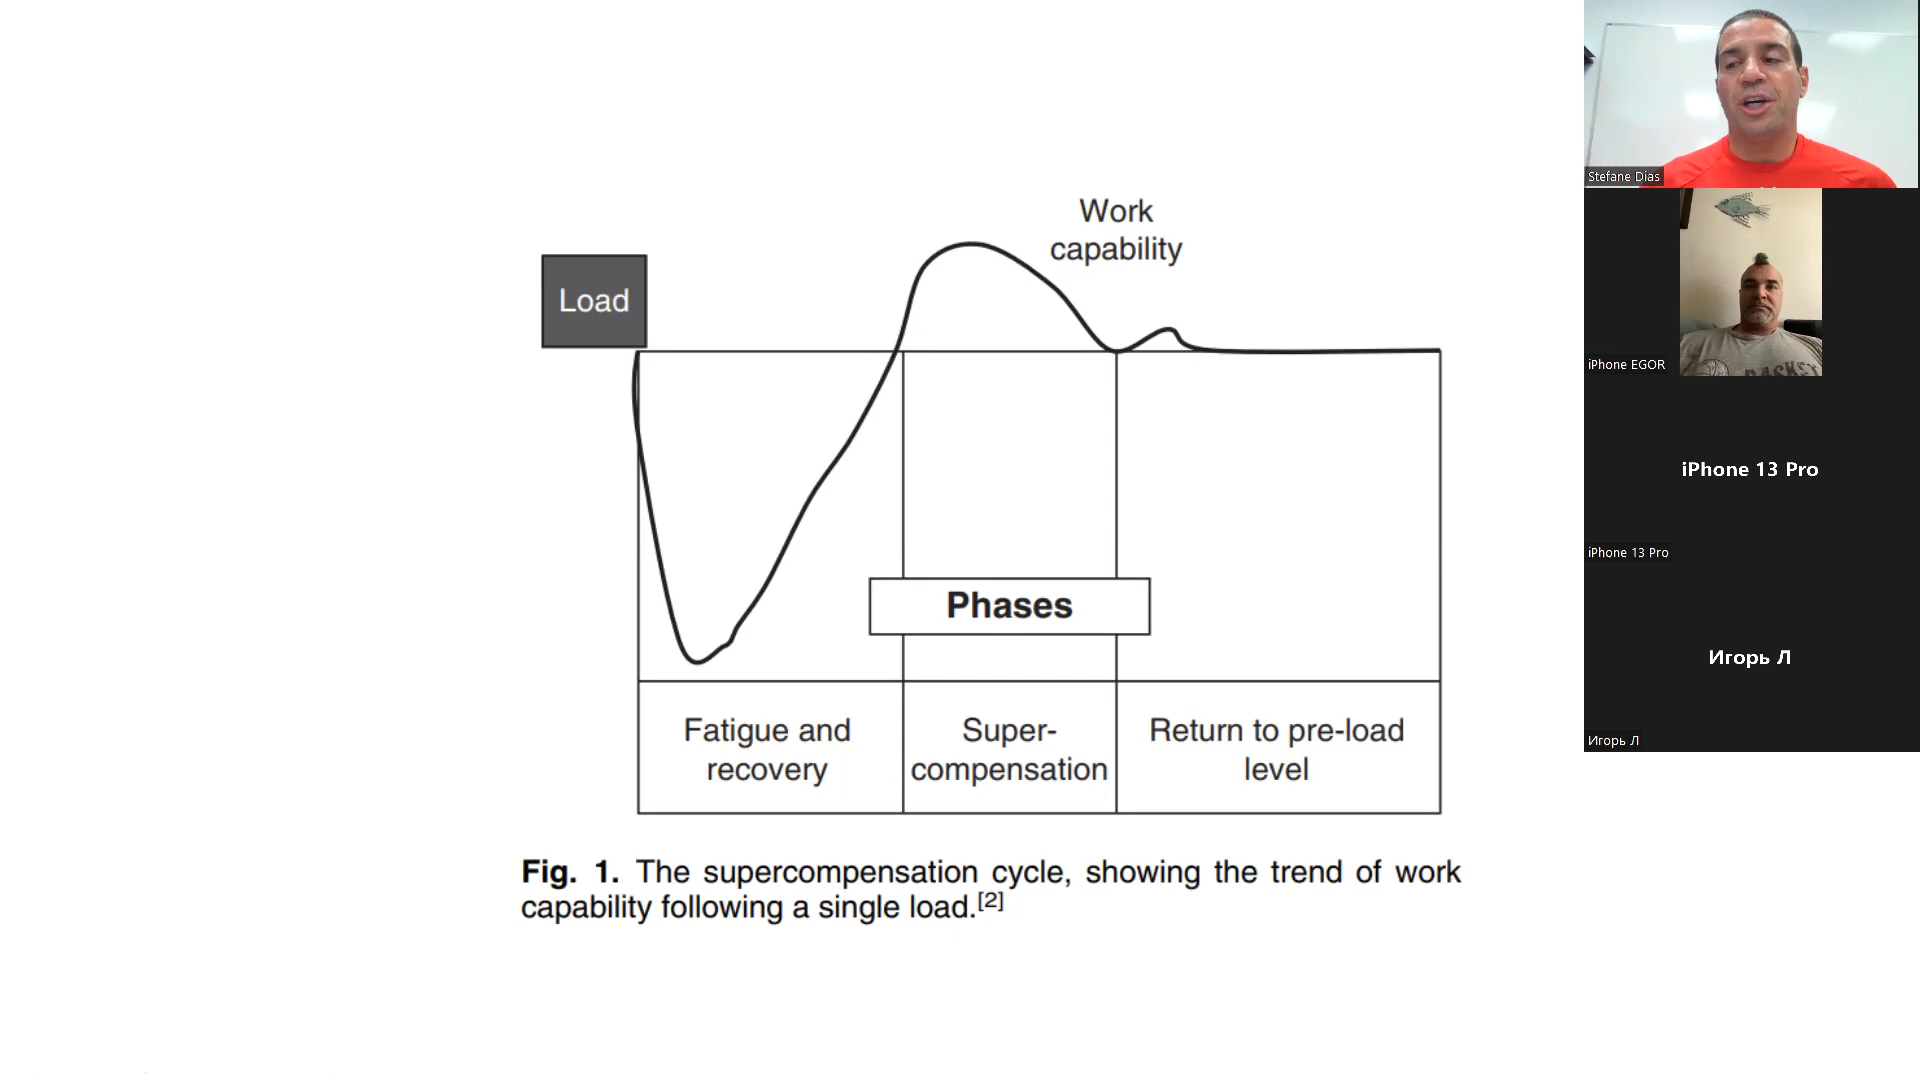 Work
capability
Load
Phases
Fatigue and
recovery
Super-
compensation
Return to pre-load
level
Fig. 1. The supercompensation cycle, showing the trend of work
capability following a single load.[2]
Stefane Dias
iPhone EGOR
iPhone 13 Pro
iPhone 13 Pro
Игорь Л
Игорь Л